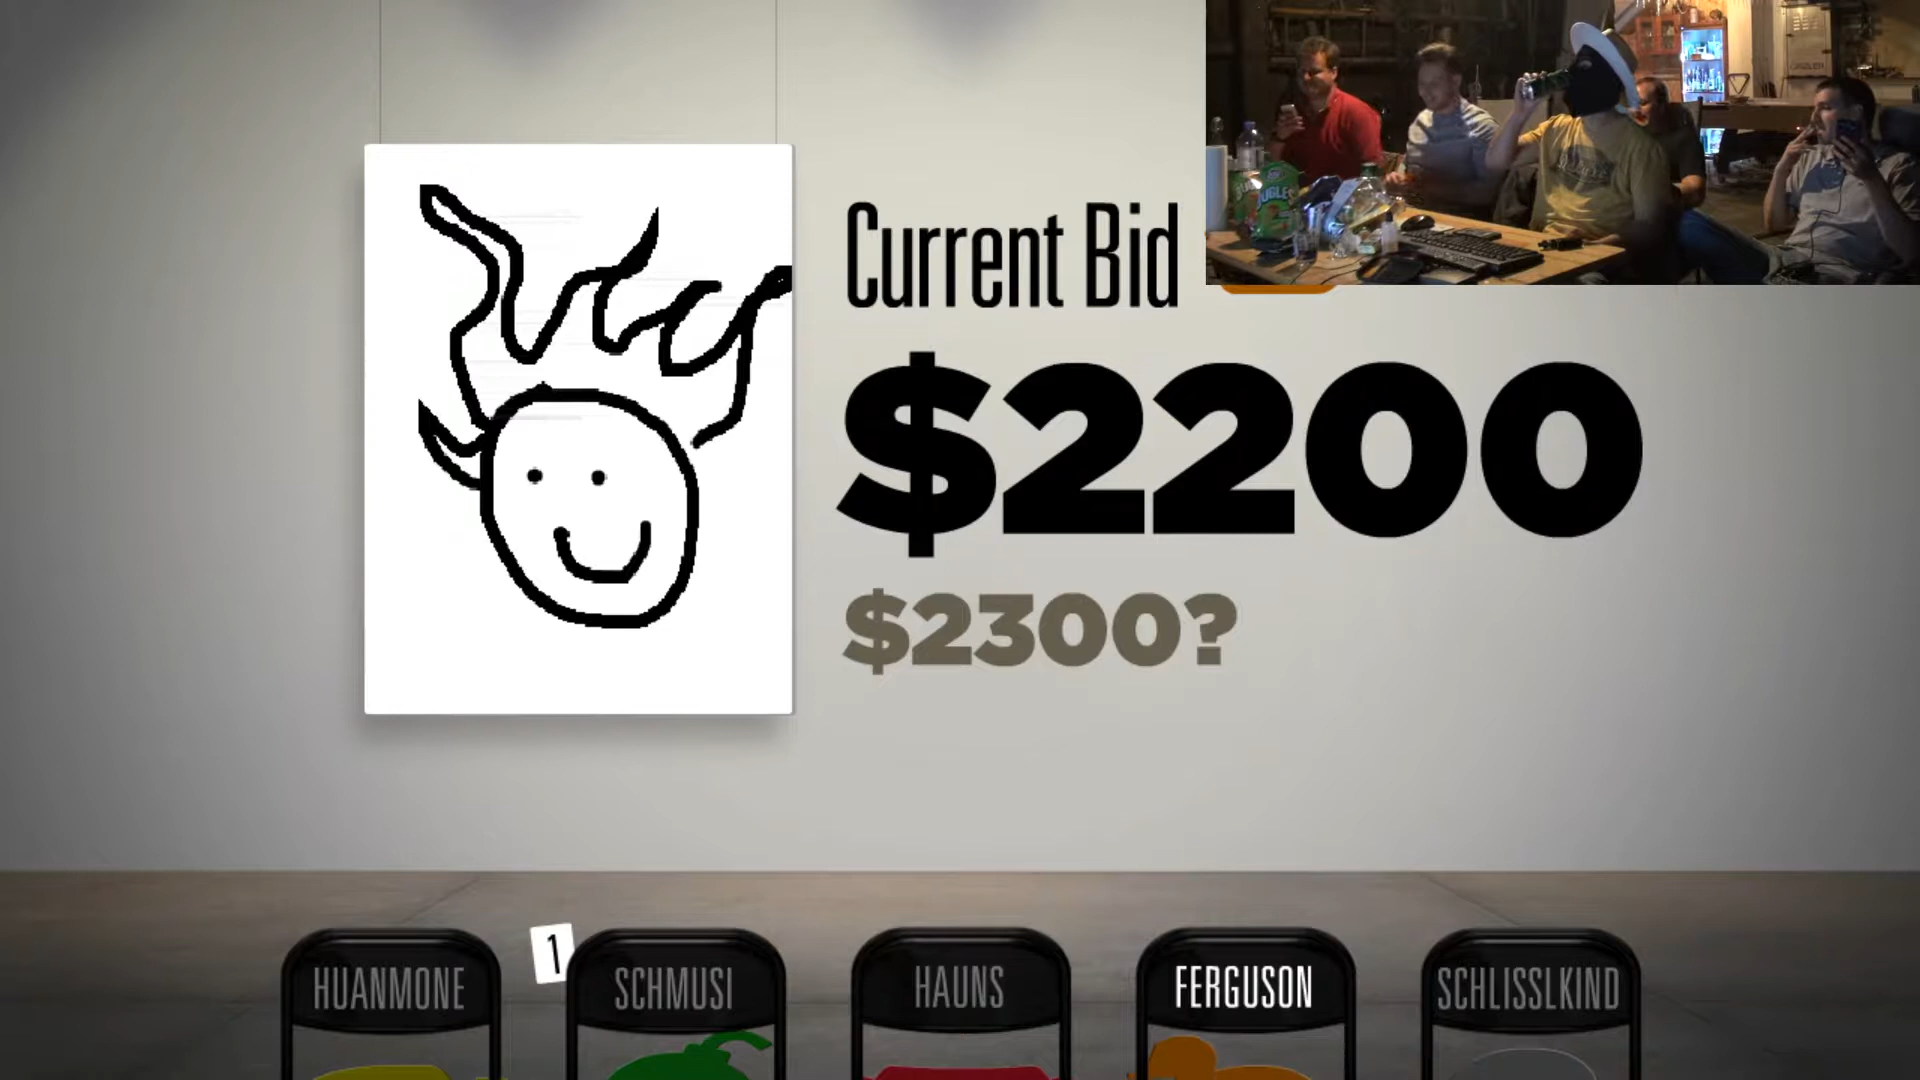 Current Bid
$2200
$2300?
1
HUANMONE
SCHMUSI
HAUNS
FERGUSON
SCHLISSLKIND